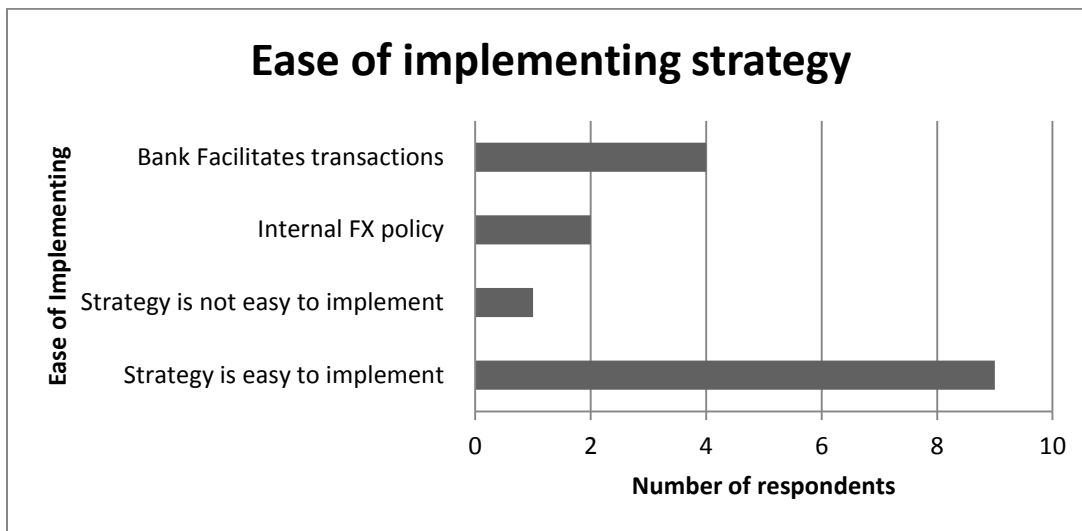 Ease of implementing strategy
Ease of Implementing
Bank Facilitates transactions
Internal FX policy
Strategy is not easy to implement
Strategy is easy to implement
0 2 4 6 8 10
Number of respondents